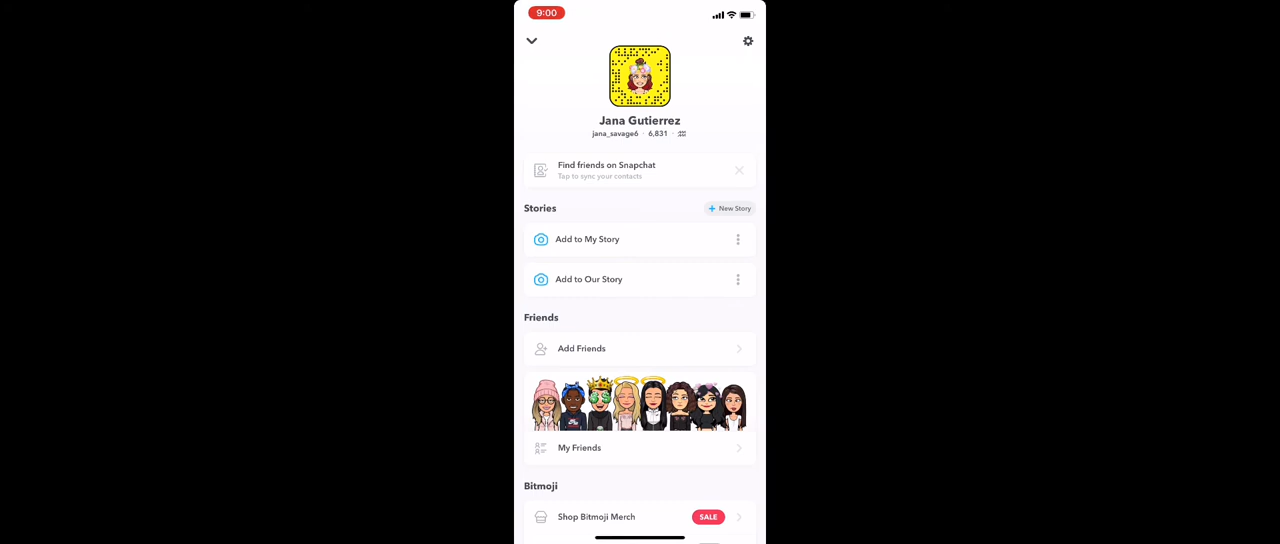 9:00
Jana Gutierrez
jana_savage6 · 6,831 ·
Find friends on Snapchat
Tap to sync your contacts
Stories
+ New Story
Add to My Story
Add to Our Story
Friends
Add Friends
My Friends
Bitmoji
Shop Bitmoji Merch
SALE